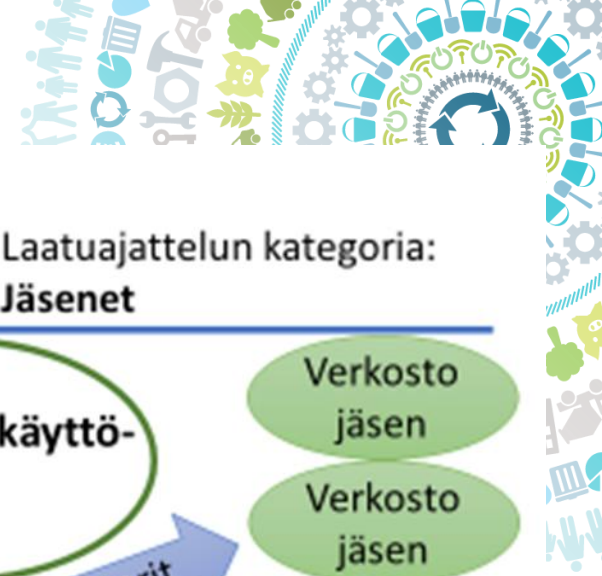 Laatuajattelun kategoria:
Jäsenet
käyttö-
Verkosto
jäsen
Verkosto
jäsen